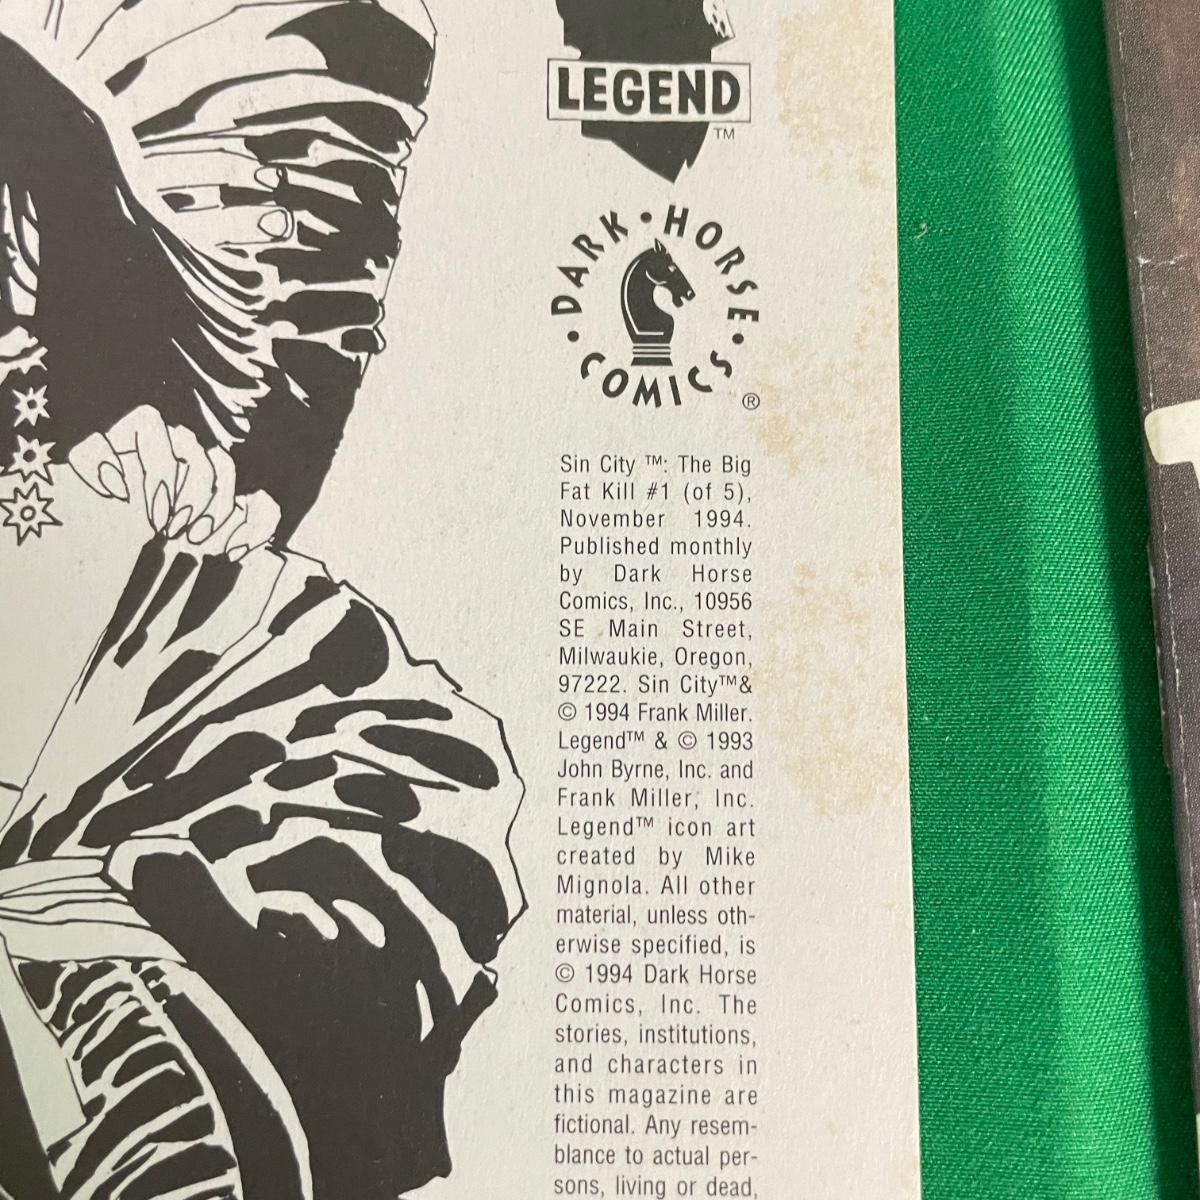 LEGEND
TM
DARK • HORSE • COMICS •
®
Sin City ™: The Big
Fat Kill #1 (of 5),
November 1994.
Published monthly
by Dark Horse
Comics, Inc., 10956
SE Main Street,
Milwaukie, Oregon,
97222. Sin City™&
© 1994 Frank Miller.
Legend™ & © 1993
John Byrne, Inc. and
Frank Miller, Inc.
Legend™ icon art
created by Mike
Mignola. All other
material, unless oth-
erwise specified, is
© 1994 Dark Horse
Comics, Inc. The
stories, institutions,
and characters in
this magazine are
fictional. Any resem-
blance to actual per-
sons, living or dead,